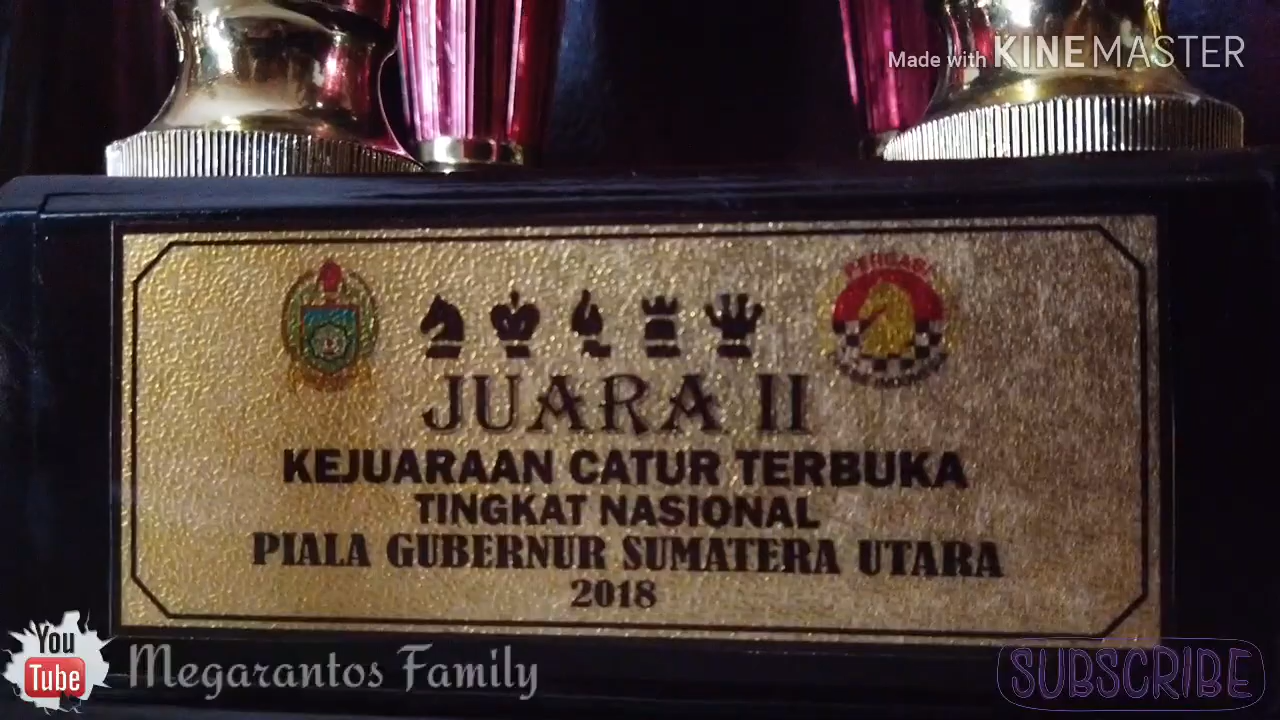 Made with KINEMASTER
PERCASI
JUARA II
KEJUARAAN CATUR TERBUKA
TINGKAT NASIONAL
PIALA GUBERNUR SUMATERA UTARA
2018
You
Tube
Megarantos Family
SUBSCRIBE